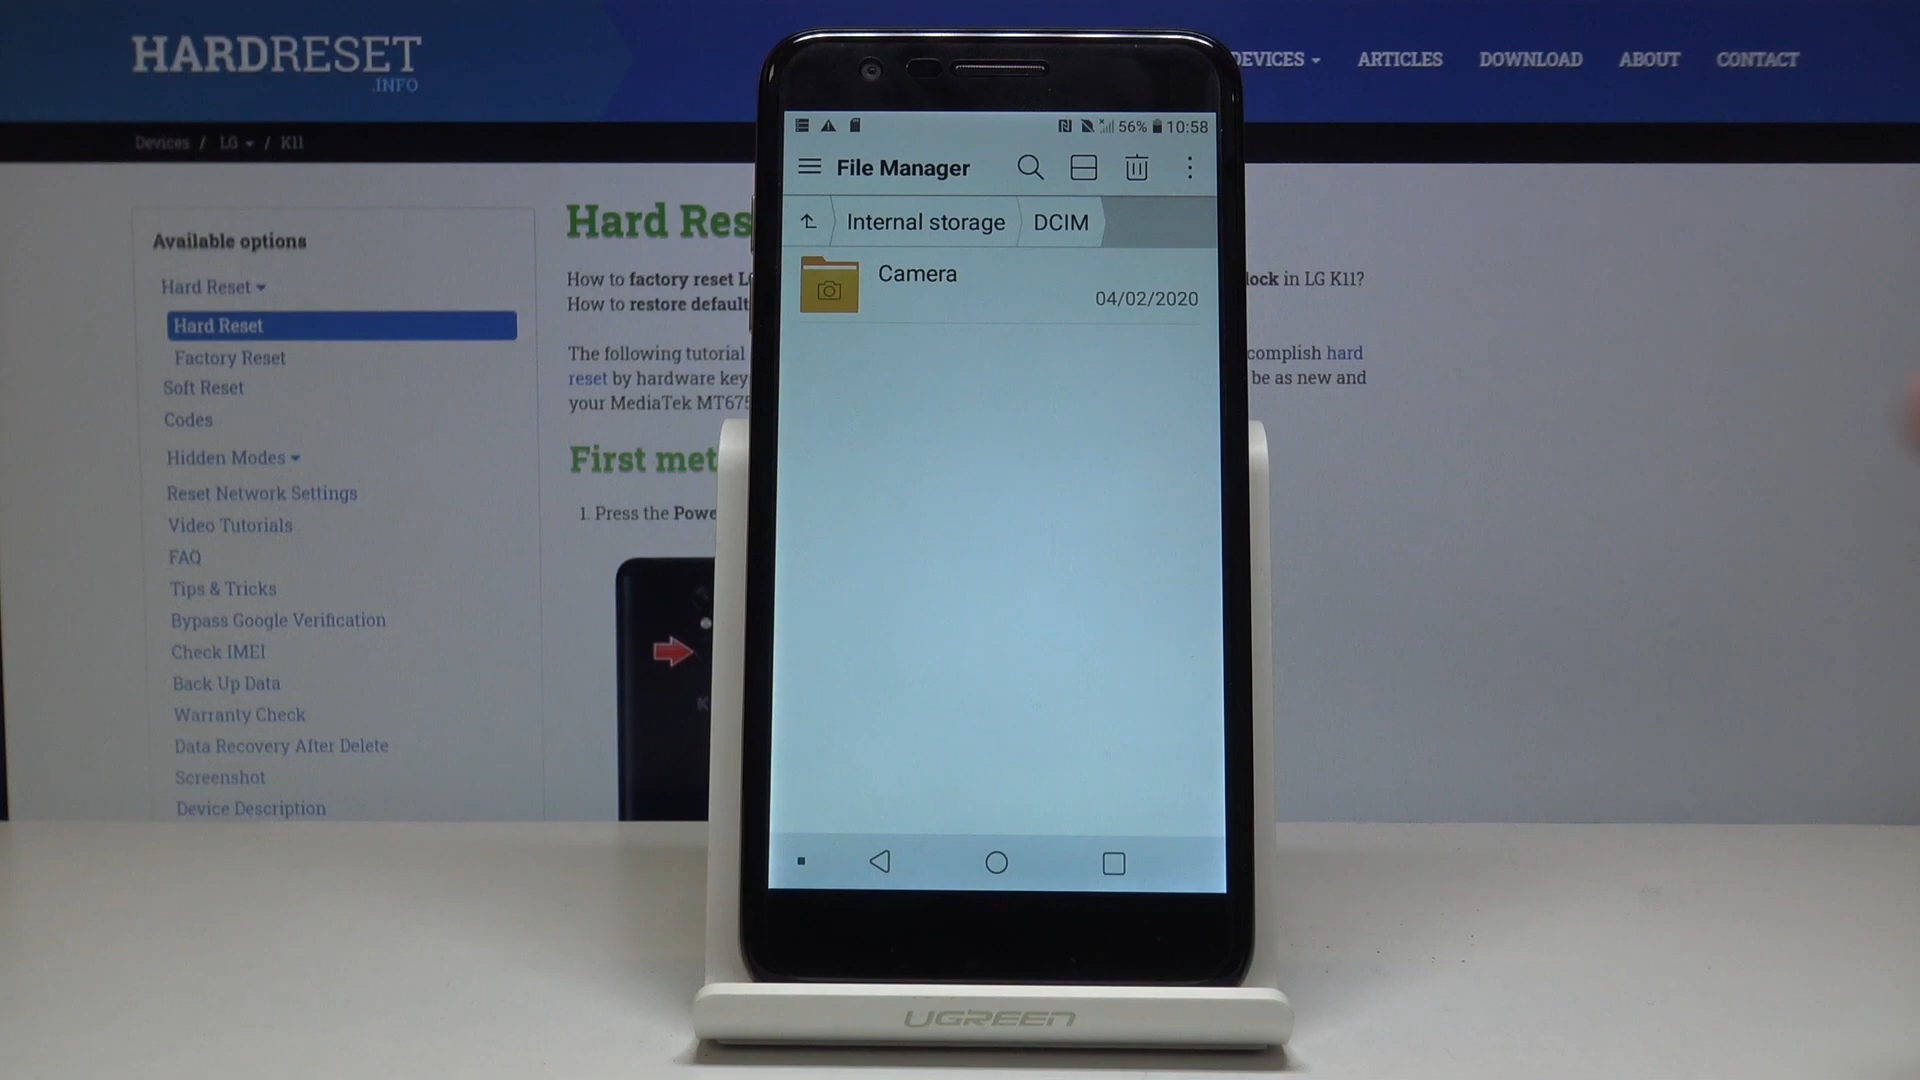 HARDRESET
.INFO
DEVICES
ARTICLES
DOWNLOAD
ABOUT
CONTACT
Devices / LG / K11
Available options
Hard Reset
Hard Reset
Factory Reset
Soft Reset
Codes
Hidden Modes
Reset Network Settings
Video Tutorials
FAQ
Tips & Tricks
Bypass Google Verification
Check IMEI
Back Up Data
Warranty Check
Data Recovery After Delete
Screenshot
Device Description
Hard Res
How to factory reset L
lock in LG K11?
How to restore default
The following tutorial
complish hard
reset by hardware key
be as new and
your MediaTek MT675
First met
1. Press the Powe
56% 10:58
File Manager
Internal storage
DCIM
Camera
04/02/2020
UGREEN